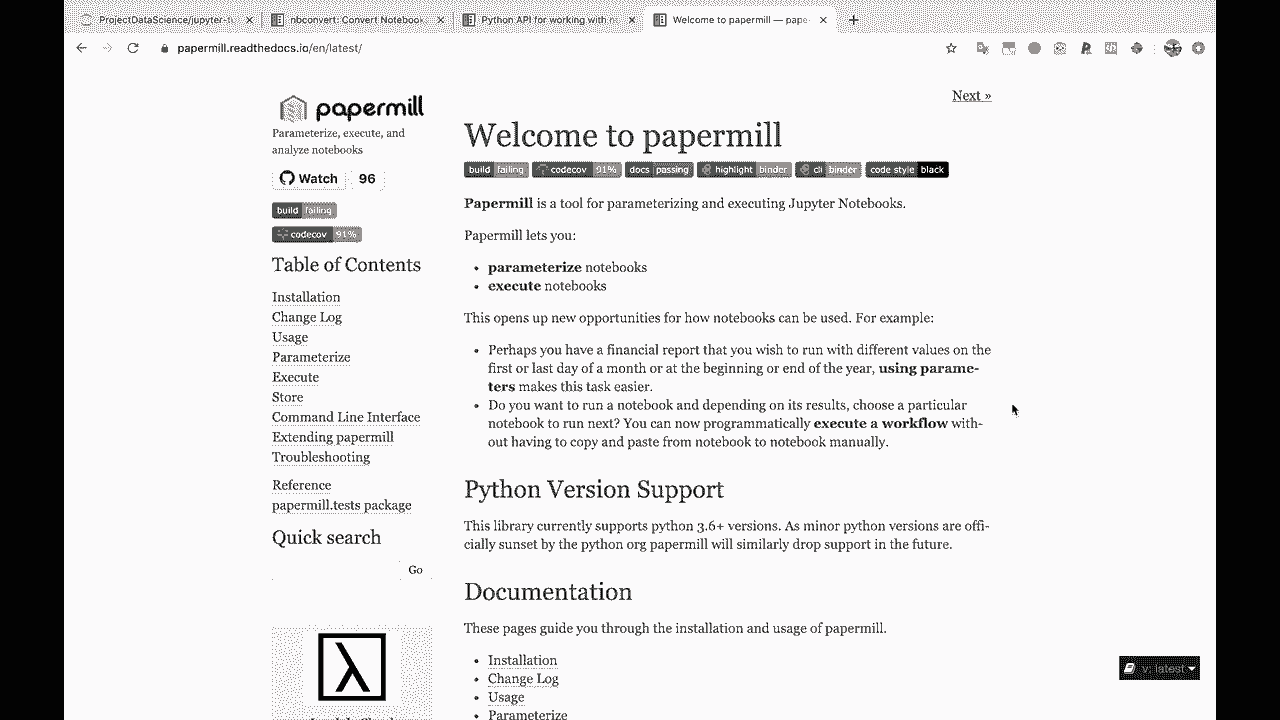 ProjectDataScience/jupyter-tu
nbconvert: Convert Notebook
Python API for working with n
Welcome to papermill — pape
papermill.readthedocs.io/en/latest/
papermill
Parameterize, execute, and
analyze notebooks
Watch 96
build failing
codecov 91%
Table of Contents
Installation
Change Log
Usage
Parameterize
Execute
Store
Command Line Interface
Extending papermill
Troubleshooting
Reference
papermill.tests package
Quick search
Go
Next »
Welcome to papermill
build failing codecov 91% docs passing highlight binder cli binder code style black
Papermill is a tool for parameterizing and executing Jupyter Notebooks.
Papermill lets you:
• parameterize notebooks
• execute notebooks
This opens up new opportunities for how notebooks can be used. For example:
• Perhaps you have a financial report that you wish to run with different values on the
first or last day of a month or at the beginning or end of the year, using parame-
ters makes this task easier.
• Do you want to run a notebook and depending on its results, choose a particular
notebook to run next? You can now programmatically execute a workflow with-
out having to copy and paste from notebook to notebook manually.
Python Version Support
This library currently supports python 3.6+ versions. As minor python versions are offi-
cially sunset by the python org papermill will similarly drop support in the future.
Documentation
These pages guide you through the installation and usage of papermill.
• Installation
• Change Log
• Usage
• Parameterize
v: latest